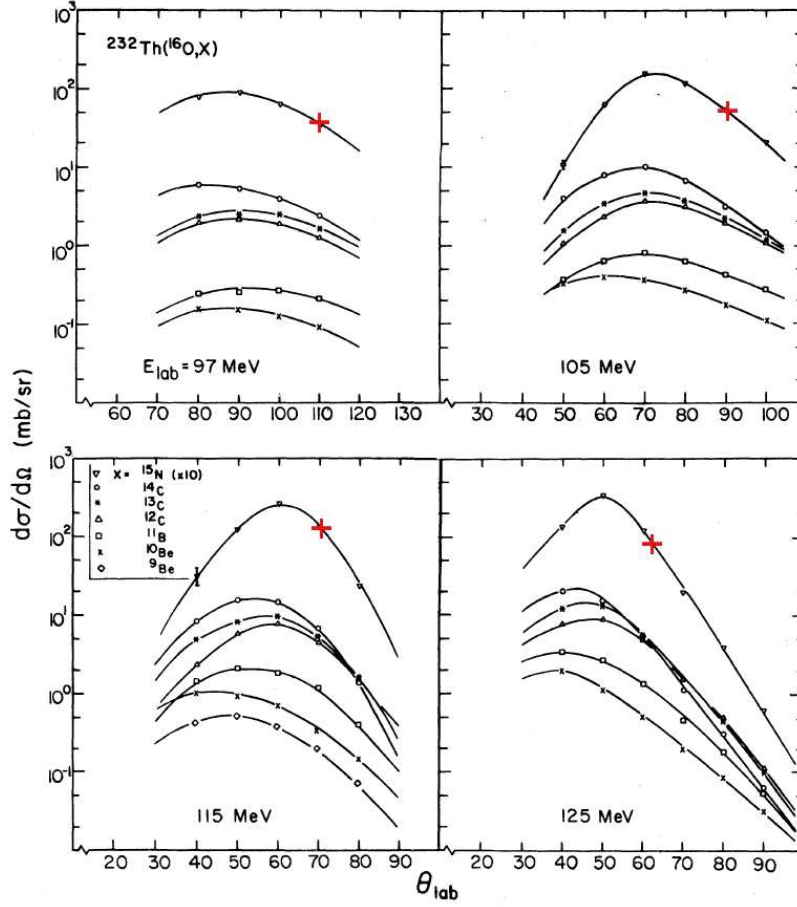 ²³²Th(¹⁶O,X)
10³
10²
10¹
10⁰
10⁻¹
E_lab = 97 MeV
60 70 80 90 100 110 120 130
105 MeV
30 40 50 60 70 80 90 100
dσ/dΩ (mb/sr)
10³
10²
10¹
10⁰
10⁻¹
▽ X = ¹⁵N (x10)
○ ¹⁴C
* ¹³C
△ ¹²C
□ ¹¹B
x ¹⁰Be
◇ ⁹Be
115 MeV
20 30 40 50 60 70 80 90
125 MeV
20 30 40 50 60 70 80 90
θ_lab